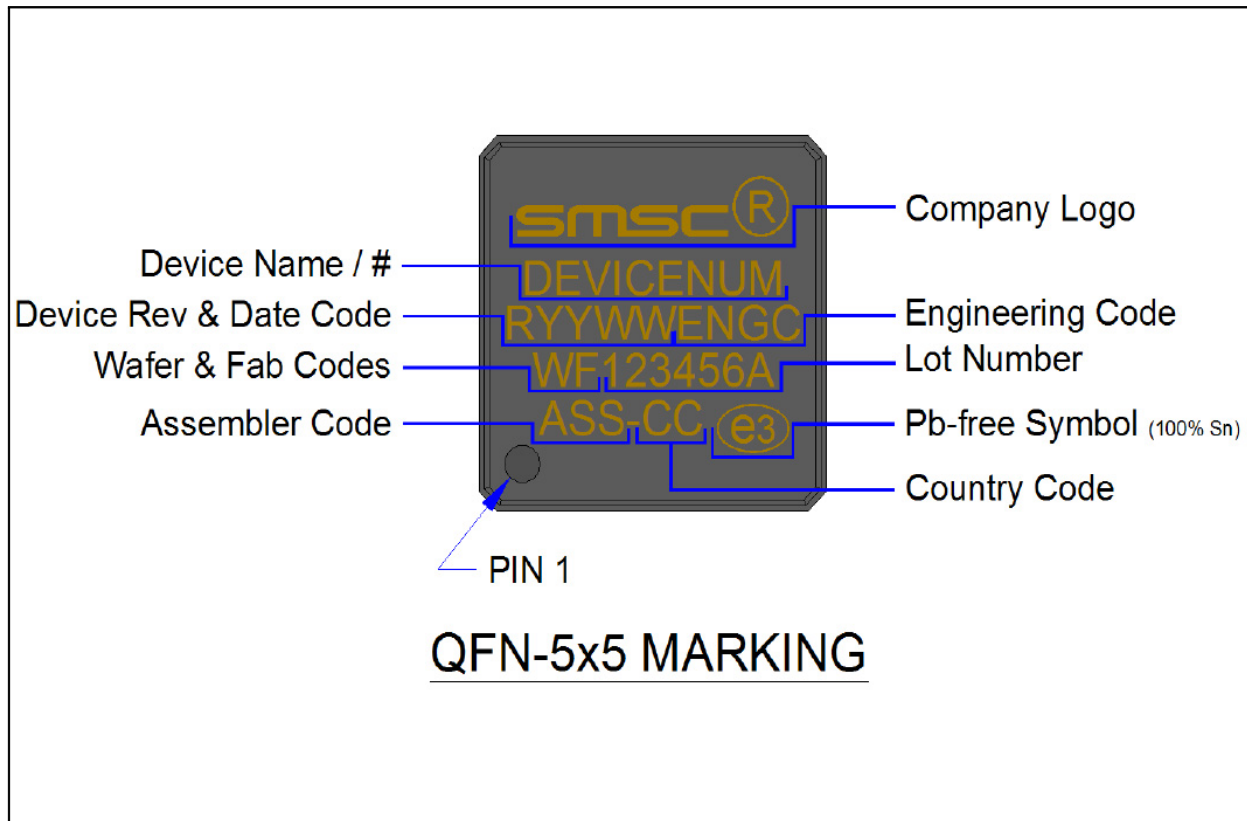 smsc®
Company Logo
Device Name / #
DEVICENUM
Device Rev & Date Code
RYYWWENGC
Engineering Code
Wafer & Fab Codes
WF123456A
Lot Number
Assembler Code
ASS-CC
e3
Pb-free Symbol (100% Sn)
Country Code
PIN 1
QFN-5x5 MARKING